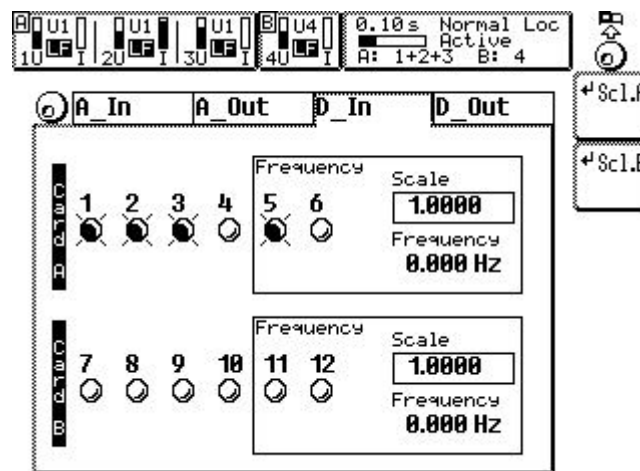 A U1 U1 U1 B U4 0.10s Normal Loc
LF LF LF LF Active
1U I 2U I 3U I 4U I A: 1+2+3 B: 4
A_In A_Out D_In D_Out
↵Scl.A
↵Scl.B
Card A
Frequency
1 2 3 4 5 6
Scale
1.0000
Frequency
0.000 Hz
Card B
Frequency
7 8 9 10 11 12
Scale
1.0000
Frequency
0.000 Hz